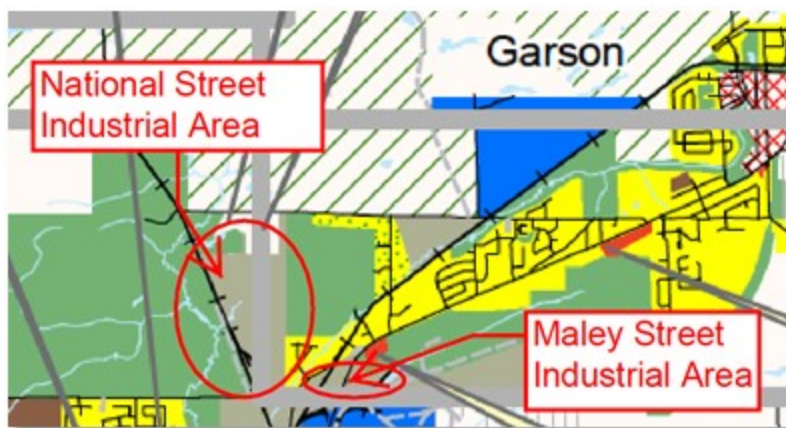 Garson
National Street
Industrial Area
Maley Street
Industrial Area